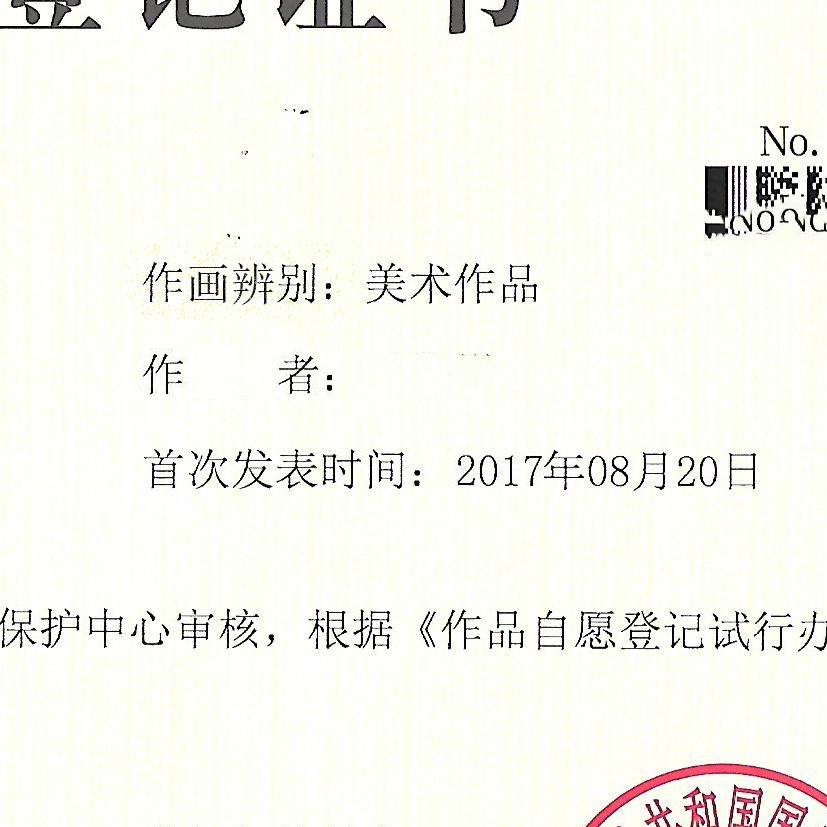 登记证书
No.
作画辨别：美术作品
作　　者：
首次发表时间：2017年08月20日
保护中心审核，根据《作品自愿登记试行办
共和国国